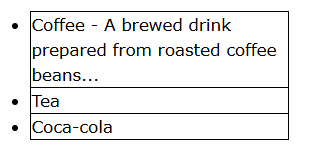 Coffee - A brewed drink
prepared from roasted coffee
beans...
Tea
Coca-cola